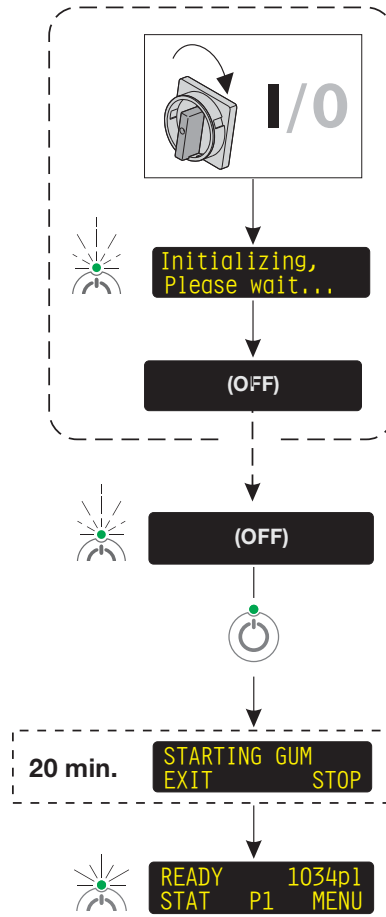 I/0
Initializing,
Please wait...
(OFF)
(OFF)
20 min.
STARTING GUM
EXIT STOP
READY 1034pl
STAT P1 MENU